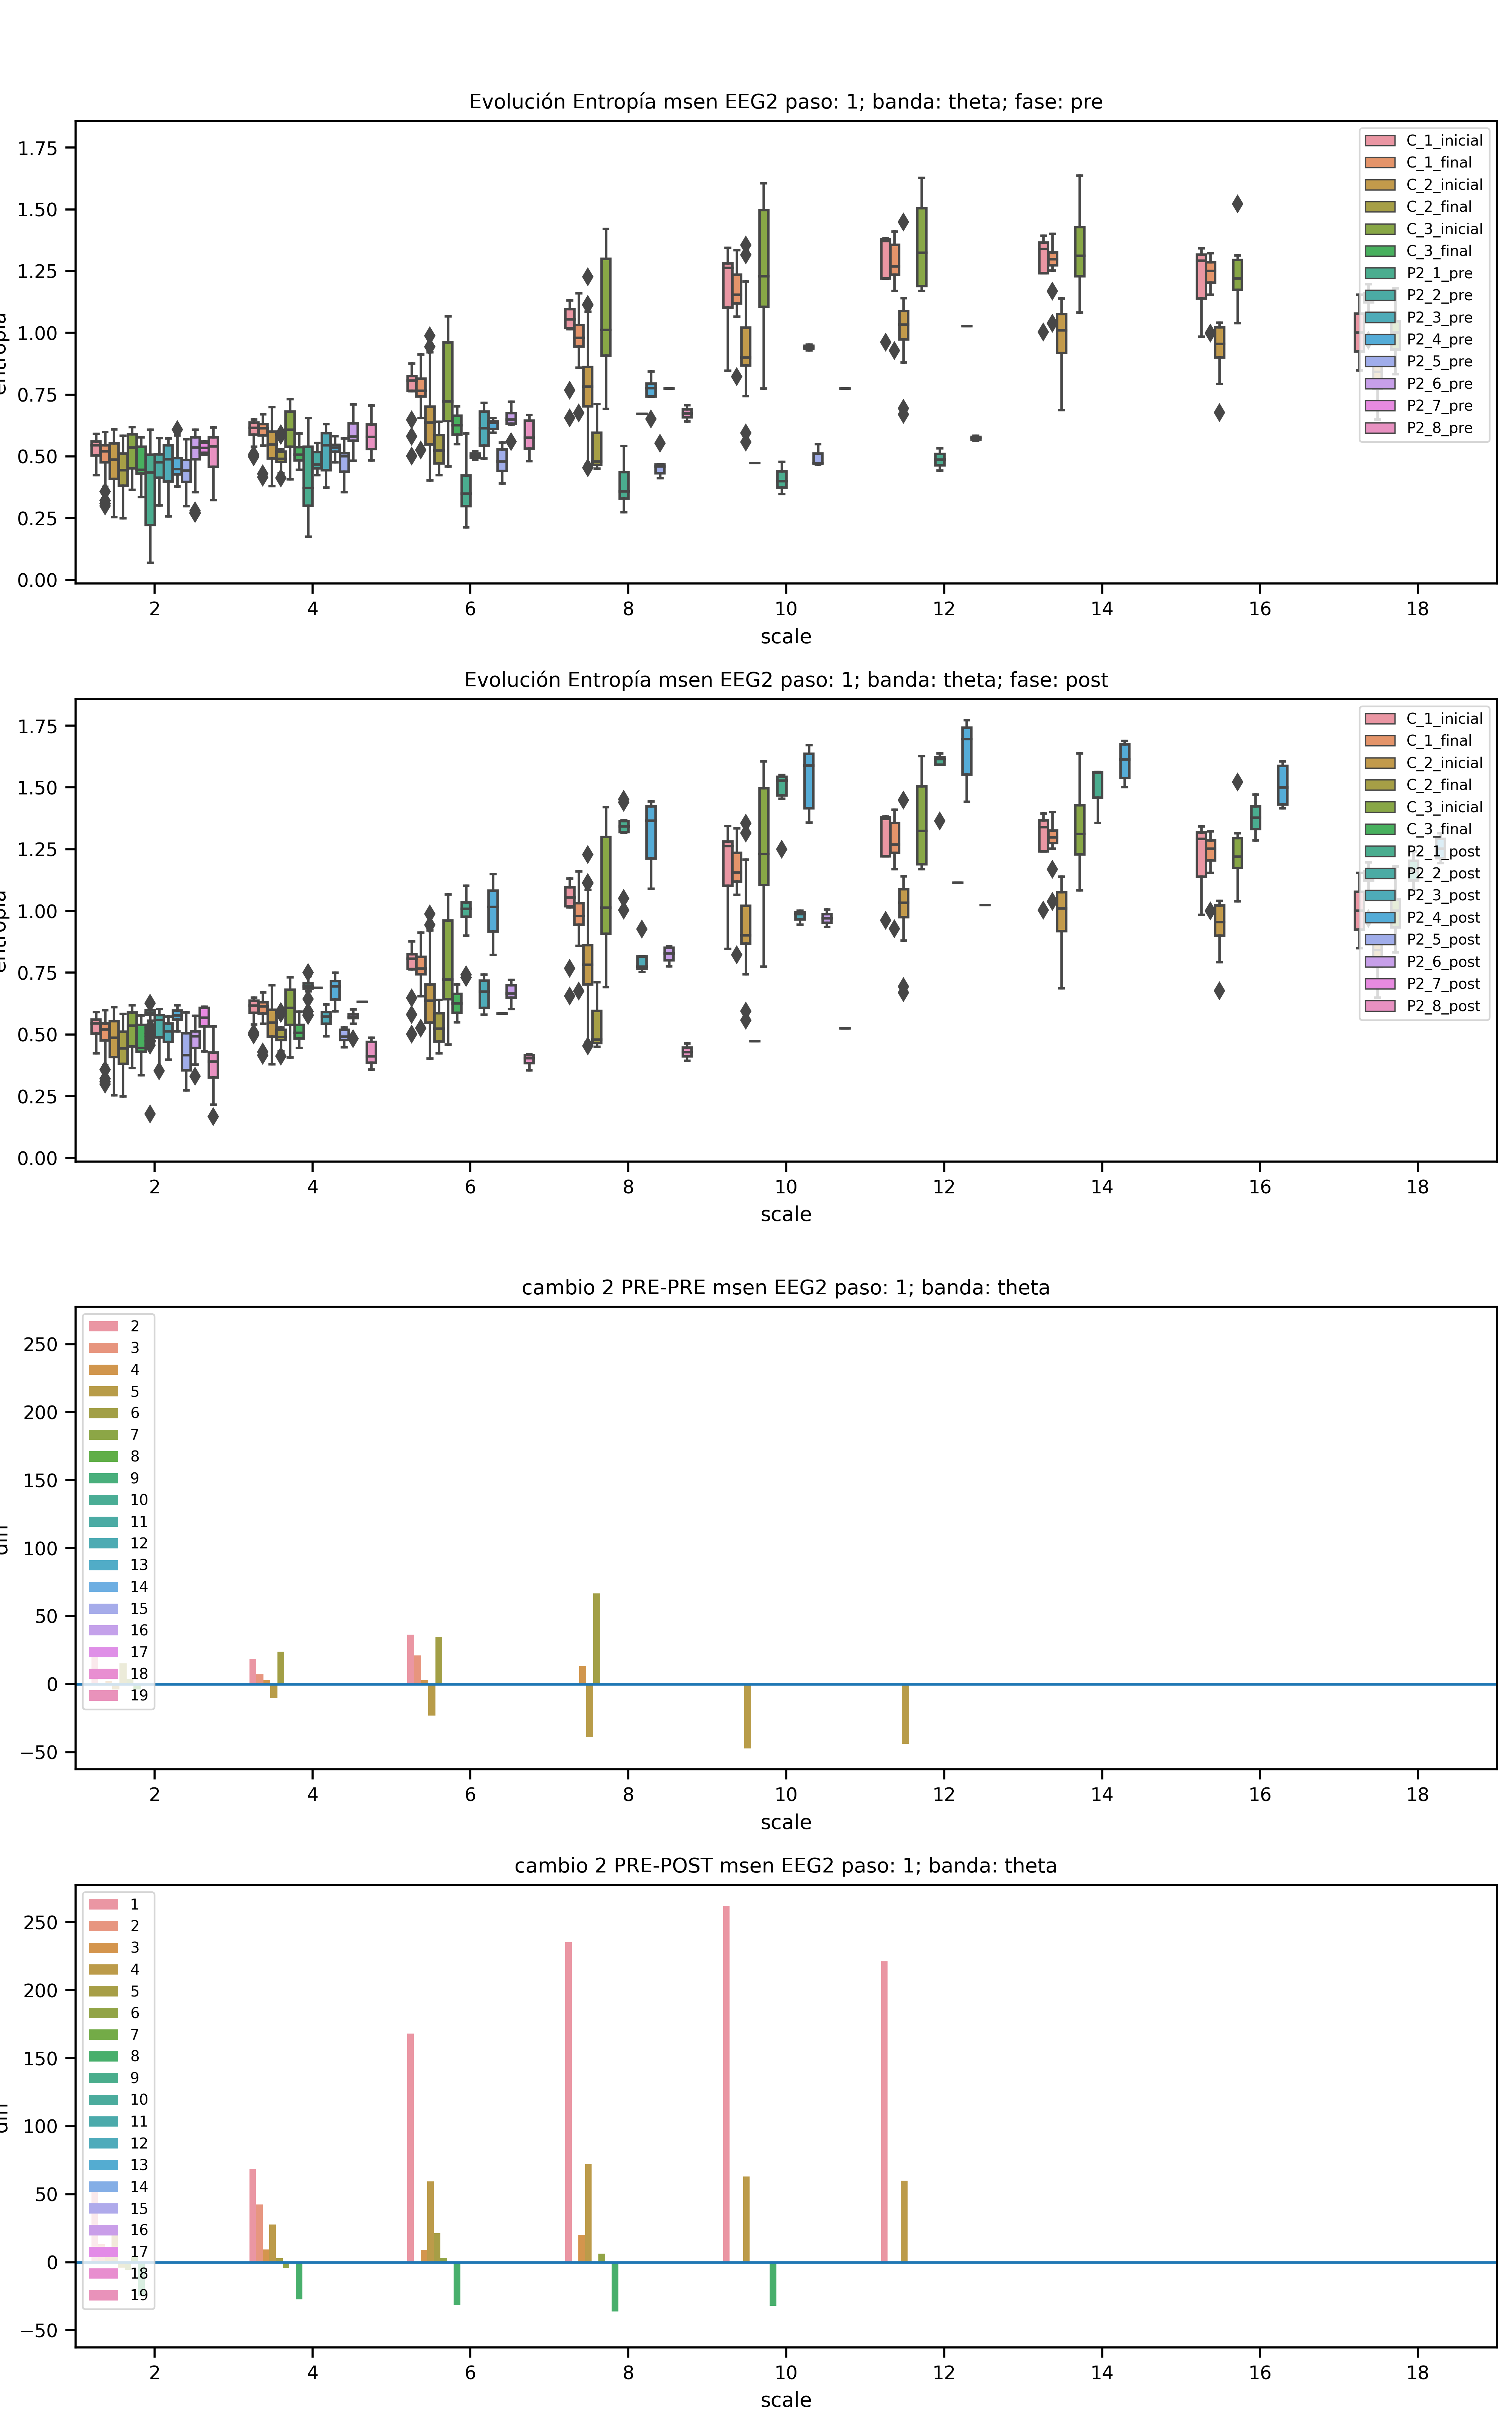 Evolución Entropía msen EEG2 paso: 1; banda: theta; fase: pre
1.75
1.50
1.25
1.00
0.75
0.50
0.25
0.00
C_1_inicial
C_1_final
C_2_inicial
C_2_final
C_3_inicial
C_3_final
P2_1_pre
P2_2_pre
P2_3_pre
P2_4_pre
P2_5_pre
P2_6_pre
P2_7_pre
P2_8_pre
2 4 6 8 10 12 14 16 18
scale
Evolución Entropía msen EEG2 paso: 1; banda: theta; fase: post
1.75
1.50
1.25
1.00
0.75
0.50
0.25
0.00
C_1_inicial
C_1_final
C_2_inicial
C_2_final
C_3_inicial
C_3_final
P2_1_post
P2_2_post
P2_3_post
P2_4_post
P2_5_post
P2_6_post
P2_7_post
P2_8_post
2 4 6 8 10 12 14 16 18
scale
cambio 2 PRE-PRE msen EEG2 paso: 1; banda: theta
250
200
150
100
50
0
−50
2
3
4
5
6
7
8
9
10
11
12
13
14
15
16
17
18
19
2 4 6 8 10 12 14 16 18
scale
cambio 2 PRE-POST msen EEG2 paso: 1; banda: theta
250
200
150
100
50
0
−50
1
2
3
4
5
6
7
8
9
10
11
12
13
14
15
16
17
18
19
2 4 6 8 10 12 14 16 18
scale